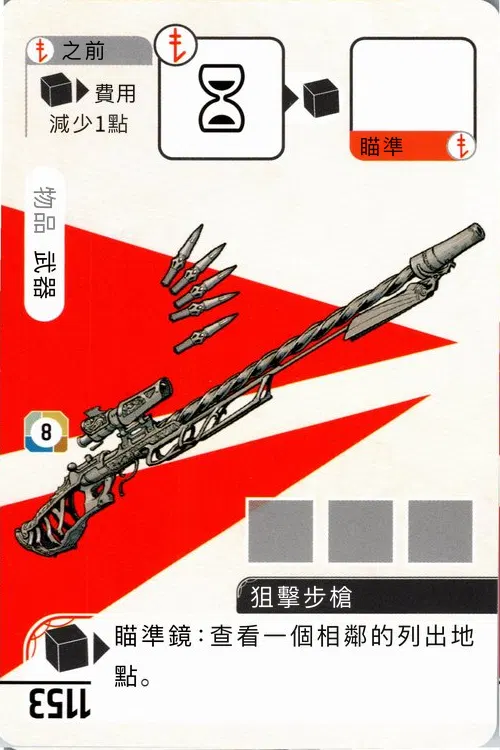 之前
費用
減少1點
瞄準
物品 武器
8
狙擊步槍
瞄準鏡:查看一個相鄰的列出地
點。
1153